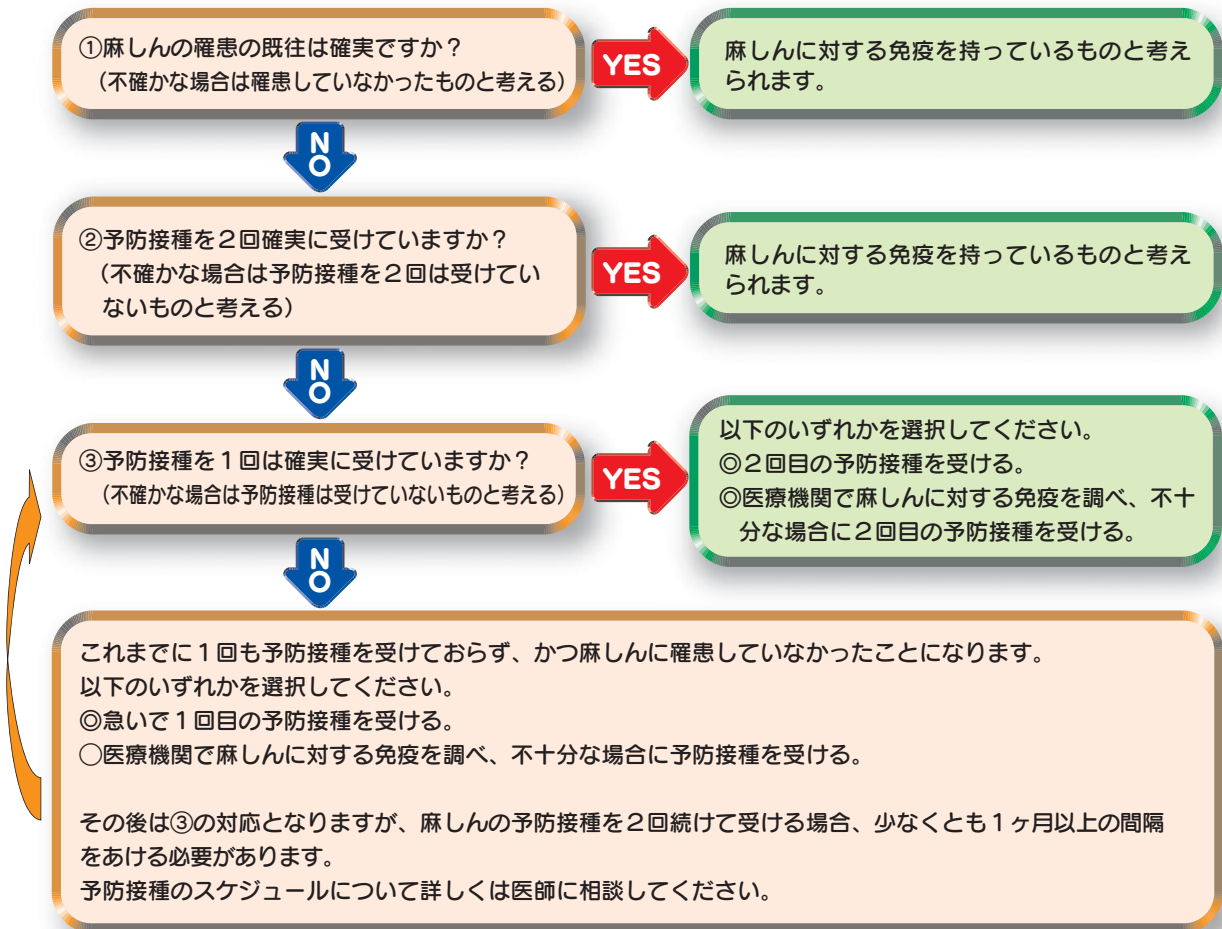 ①麻しんの罹患の既往は確実ですか？
（不確かな場合は罹患していなかったものと考える）
YES
麻しんに対する免疫を持っているものと考え
られます。
NO
②予防接種を２回確実に受けていますか？
（不確かな場合は予防接種を２回は受けてい
ないものと考える）
YES
麻しんに対する免疫を持っているものと考え
られます。
NO
③予防接種を１回は確実に受けていますか？
（不確かな場合は予防接種は受けていないものと考える）
YES
以下のいずれかを選択してください。
◎２回目の予防接種を受ける。
◎医療機関で麻しんに対する免疫を調べ、不十
分な場合に２回目の予防接種を受ける。
NO
これまでに１回も予防接種を受けておらず、かつ麻しんに罹患していなかったことになります。
以下のいずれかを選択してください。
◎急いで１回目の予防接種を受ける。
○医療機関で麻しんに対する免疫を調べ、不十分な場合に予防接種を受ける。
その後は③の対応となりますが、麻しんの予防接種を２回続けて受ける場合、少なくとも１ヶ月以上の間隔
をあける必要があります。
予防接種のスケジュールについて詳しくは医師に相談してください。